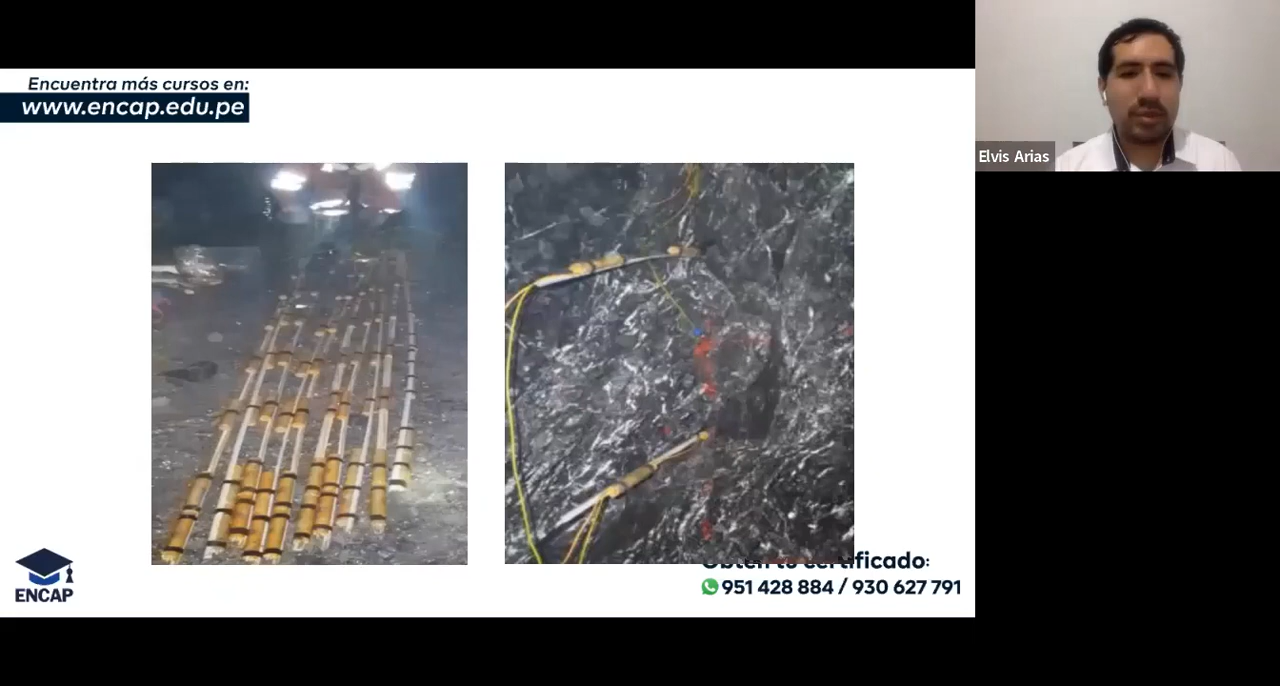 Encuentra más cursos en:
www.encap.edu.pe
Elvis Arias
ENCAP
Obtén tu certificado:
951 428 884 / 930 627 791